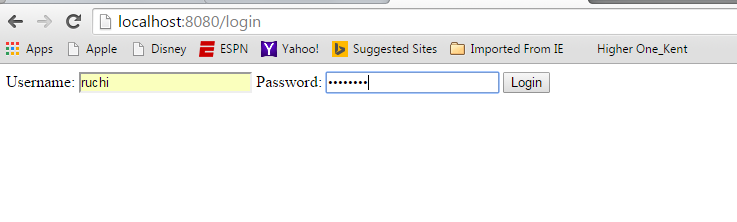 localhost:8080/login
Apps Apple Disney ESPN Yahoo! Suggested Sites Imported From IE Higher One_Kent
Username: ruchi Password: •••••••• Login